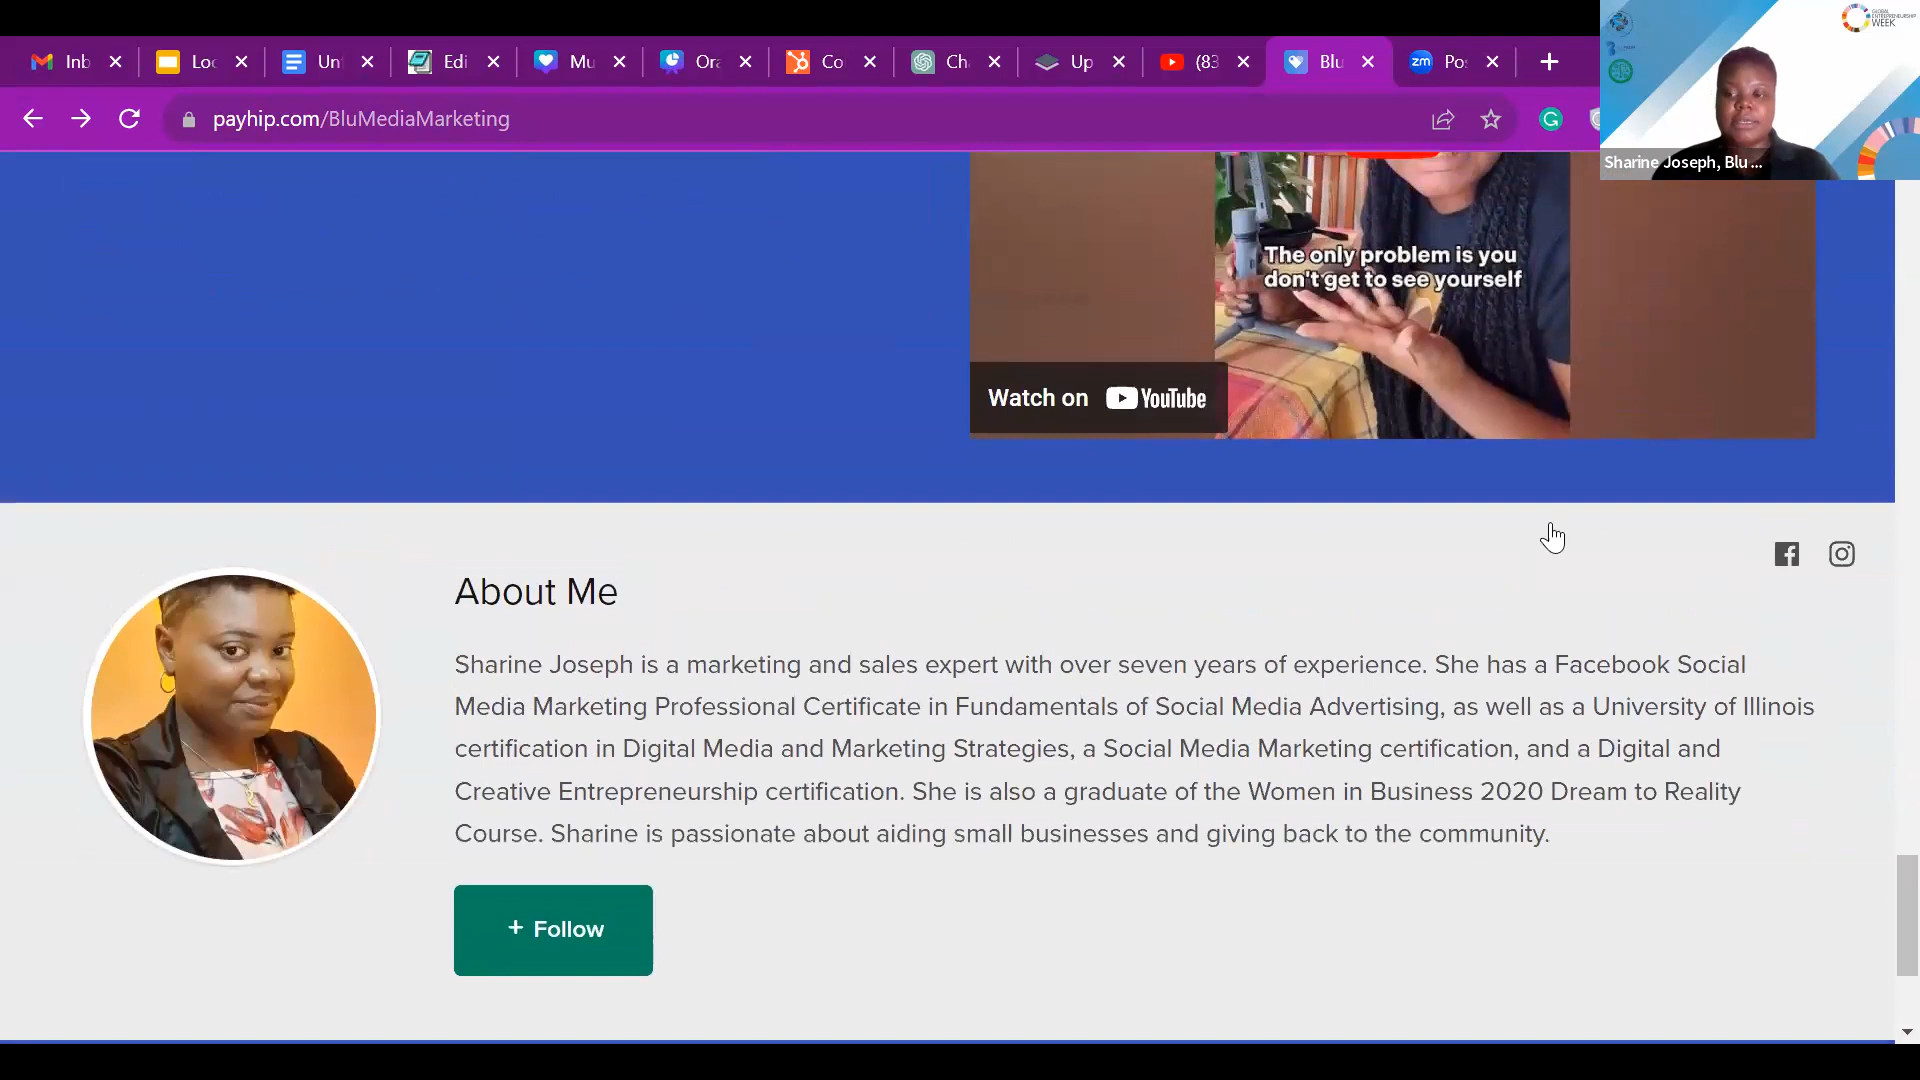 Inb
Loc
Un
Edi
Mu
Ora
Co
Ch
Up
(83
Blu
zm
Po
payhip.com/BluMediaMarketing
G
GLOBAL
ENTREPRENEURSHIP
WEEK
Sharine Joseph, Blu ...
The only problem is you
don't get to see yourself
Watch on YouTube
About Me
Sharine Joseph is a marketing and sales expert with over seven years of experience. She has a Facebook Social
Media Marketing Professional Certificate in Fundamentals of Social Media Advertising, as well as a University of Illinois
certification in Digital Media and Marketing Strategies, a Social Media Marketing certification, and a Digital and
Creative Entrepreneurship certification. She is also a graduate of the Women in Business 2020 Dream to Reality
Course. Sharine is passionate about aiding small businesses and giving back to the community.
+ Follow